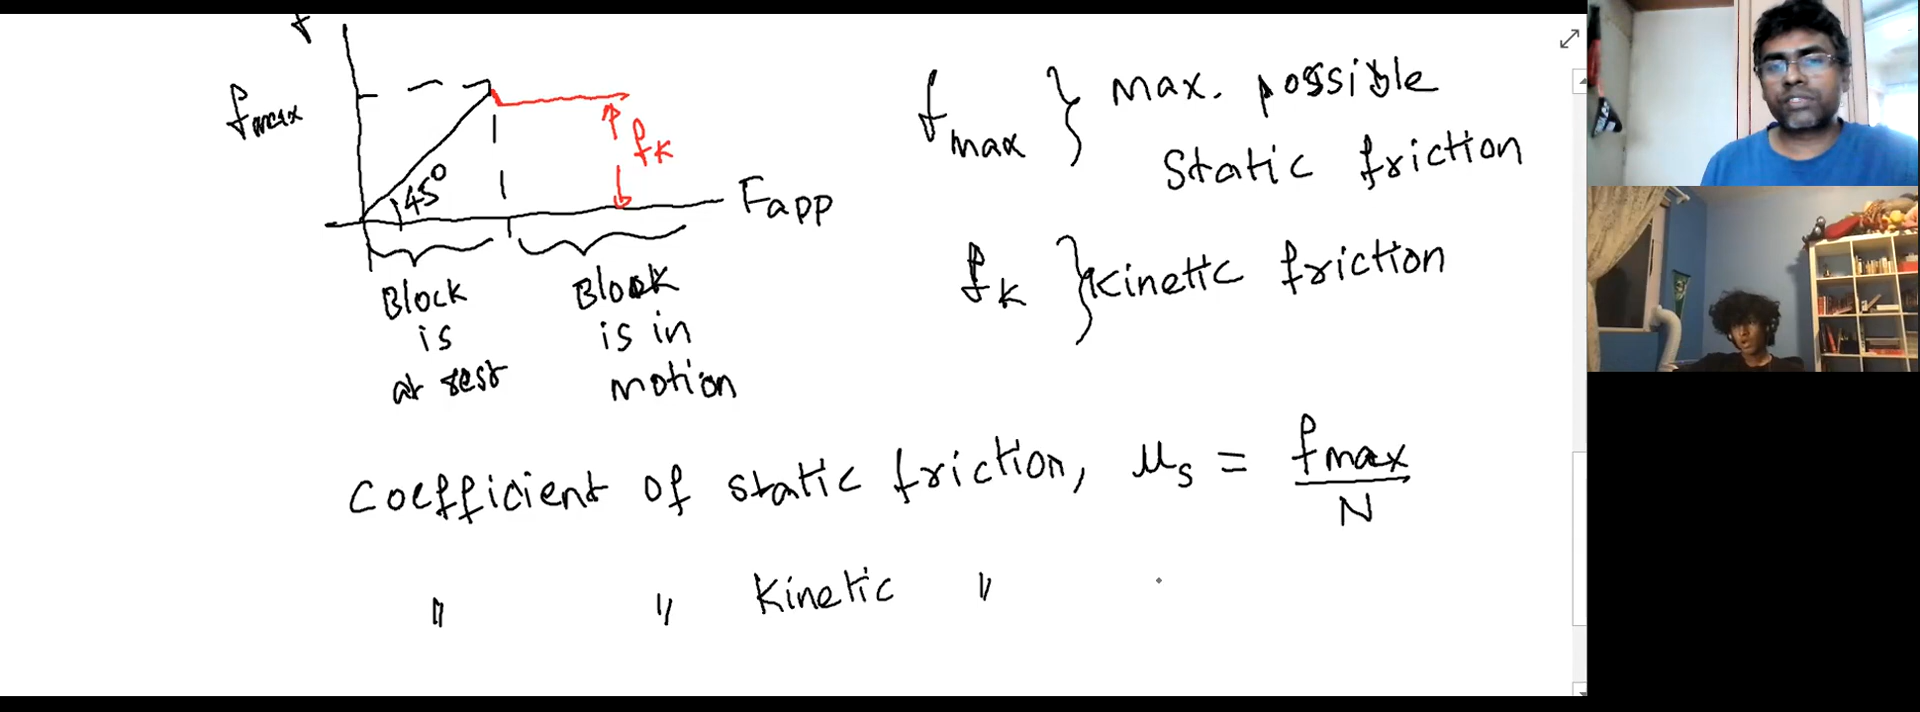 f
fmax
45°
fK
Fapp
Block
is
at rest
Block
is in
motion
fmax } max. possible
static friction
fK } kinetic friction
coefficient of static friction, μs = fmax
N
〃 〃 kinetic 〃